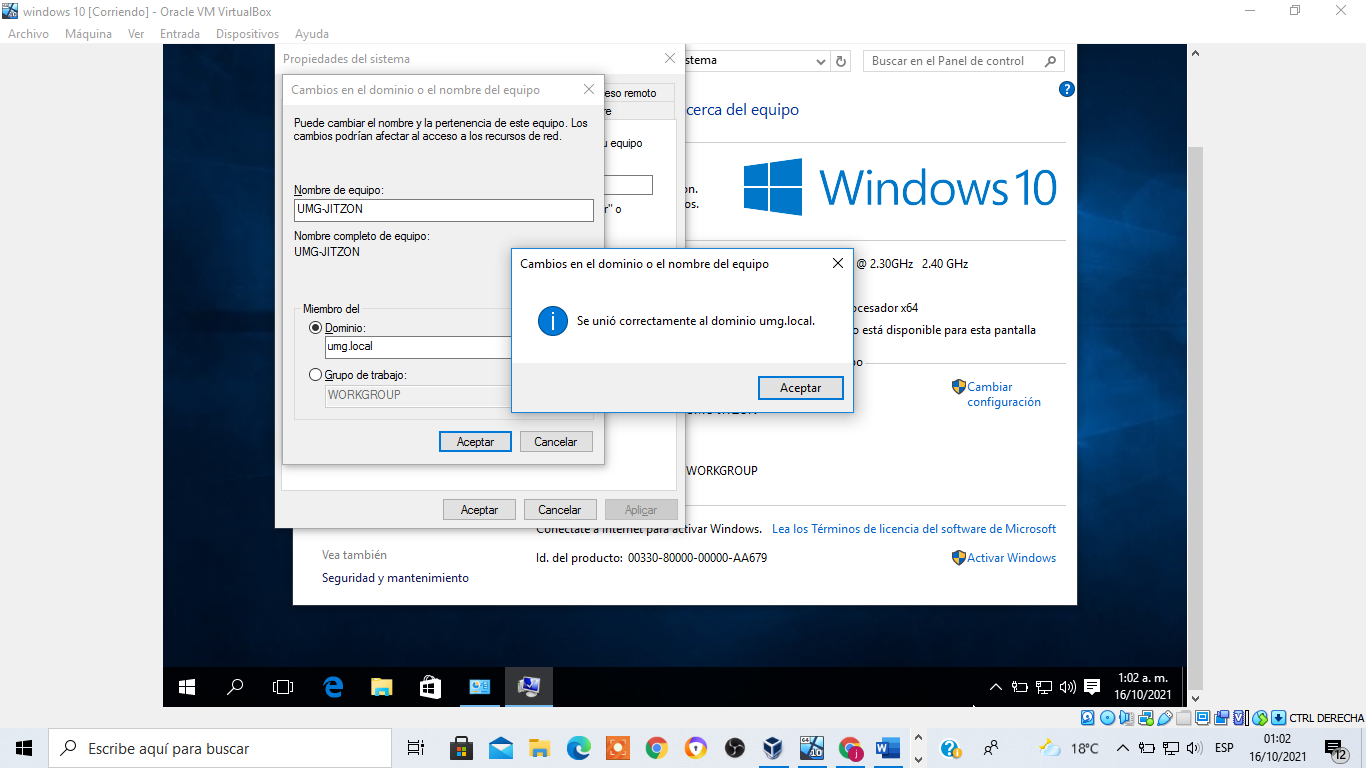 windows 10 [Corriendo] - Oracle VM VirtualBox
Archivo Máquina Ver Entrada Dispositivos Ayuda
Propiedades del sistema
stema
Buscar en el Panel de control
Cambios en el dominio o el nombre del equipo
eso remoto
re
cerca del equipo
Puede cambiar el nombre y la pertenencia de este equipo. Los
cambios podrían afectar al acceso a los recursos de red.
u equipo
Windows 10
on.
os.
r" o
Nombre de equipo:
UMG-JITZON
Nombre completo de equipo:
UMG-JITZON
Cambios en el dominio o el nombre del equipo
@ 2.30GHz 2.40 GHz
Miembro del
ocesador x64
Dominio:
Se unió correctamente al dominio umg.local.
o está disponible para esta pantalla
umg.local
po
Grupo de trabajo:
WORKGROUP
Aceptar
Cambiar
configuración
Aceptar Cancelar
WORKGROUP
Aceptar Cancelar Aplicar
Conéctate a Internet para activar Windows. Lea los Términos de licencia del software de Microsoft
Vea también
Id. del producto: 00330-80000-00000-AA679
Activar Windows
Seguridad y mantenimiento
1:02 a. m.
16/10/2021
CTRL DERECHA
Escribe aquí para buscar
18°C
ESP
01:02
16/10/2021
12